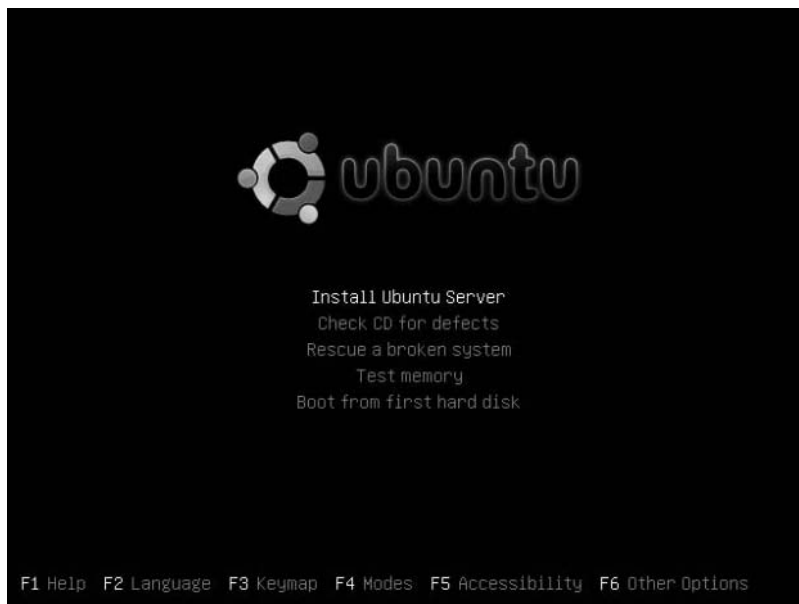 ubuntu
Install Ubuntu Server
Check CD for defects
Rescue a broken system
Test memory
Boot from first hard disk
F1 Help F2 Language F3 Keymap F4 Modes F5 Accessibility F6 Other Options